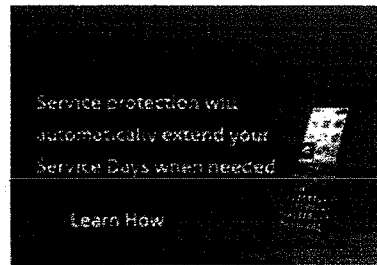 Service protection will
automatically extend your
Service Days when needed
Learn How